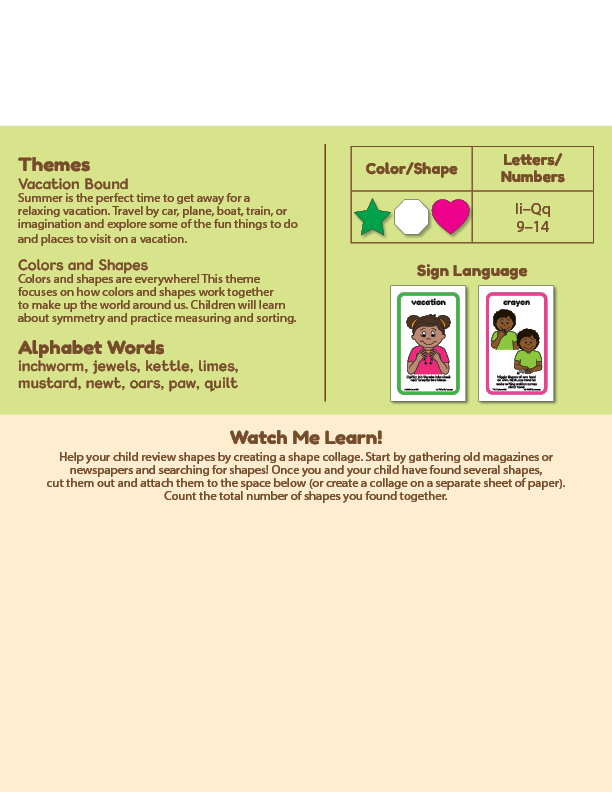 Themes
Vacation Bound
Summer is the perfect time to get away for a
relaxing vacation. Travel by car, plane, boat, train, or
imagination and explore some of the fun things to do
and places to visit on a vacation.
Colors and Shapes
Colors and shapes are everywhere! This theme
focuses on how colors and shapes work together
to make up the world around us. Children will learn
about symmetry and practice measuring and sorting.
Alphabet Words
inchworm, jewels, kettle, limes,
mustard, newt, oars, paw, quilt
Color/Shape
Letters/
Numbers
Ii–Qq
9–14
Sign Language
vacation
crayon
Watch Me Learn!
Help your child review shapes by creating a shape collage. Start by gathering old magazines or
newspapers and searching for shapes! Once you and your child have found several shapes,
cut them out and attach them to the space below (or create a collage on a separate sheet of paper).
Count the total number of shapes you found together.